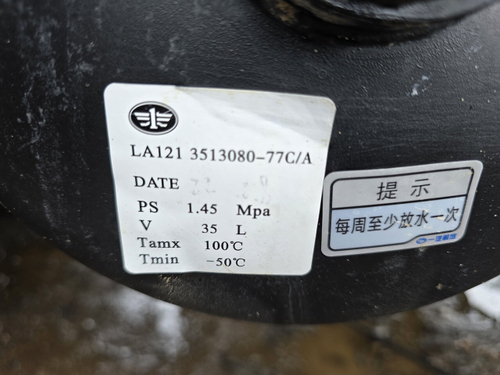 LA121 3513080-77C/A
DATE
PS 1.45 Mpa
V 35 L
Tamx 100℃
Tmin -50℃
提示
每周至少放水一次